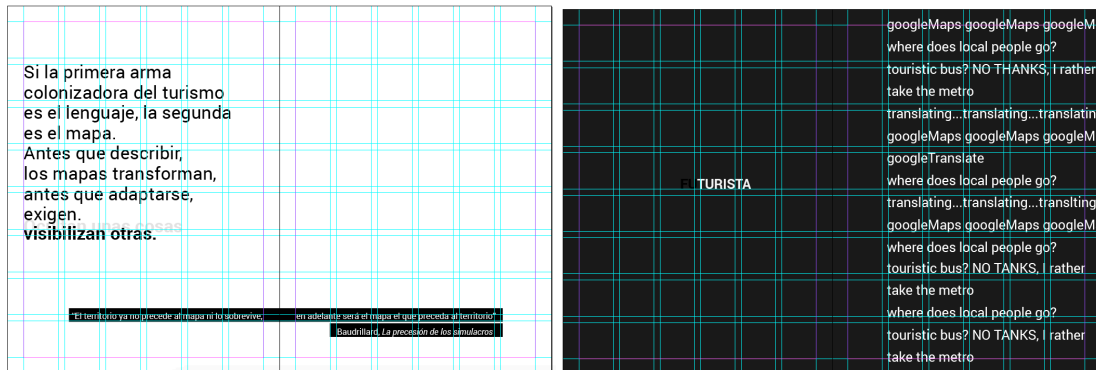 Si la primera arma
colonizadora del turismo
es el lenguaje, la segunda
es el mapa.
Antes que describir,
los mapas transforman,
antes que adaptarse,
exigen.
unas cosas
visibilizan otras.
"El territorio ya no precede al mapa ni lo sobrevive, en adelante será el mapa el que preceda al territorio"
Baudrillard, La precesión de los simulacros
FUTURISTA
googleMaps googleMaps googleM
where does local people go?
touristic bus? NO THANKS, I rather
take the metro
translating...translating...translatin
googleMaps googleMaps googleM
googleTranslate
where does local people go?
translating...translating...translting
googleMaps googleMaps googleM
where does local people go?
touristic bus? NO TANKS, I rather
take the metro
where does local people go?
touristic bus? NO TANKS, I rather
take the metro